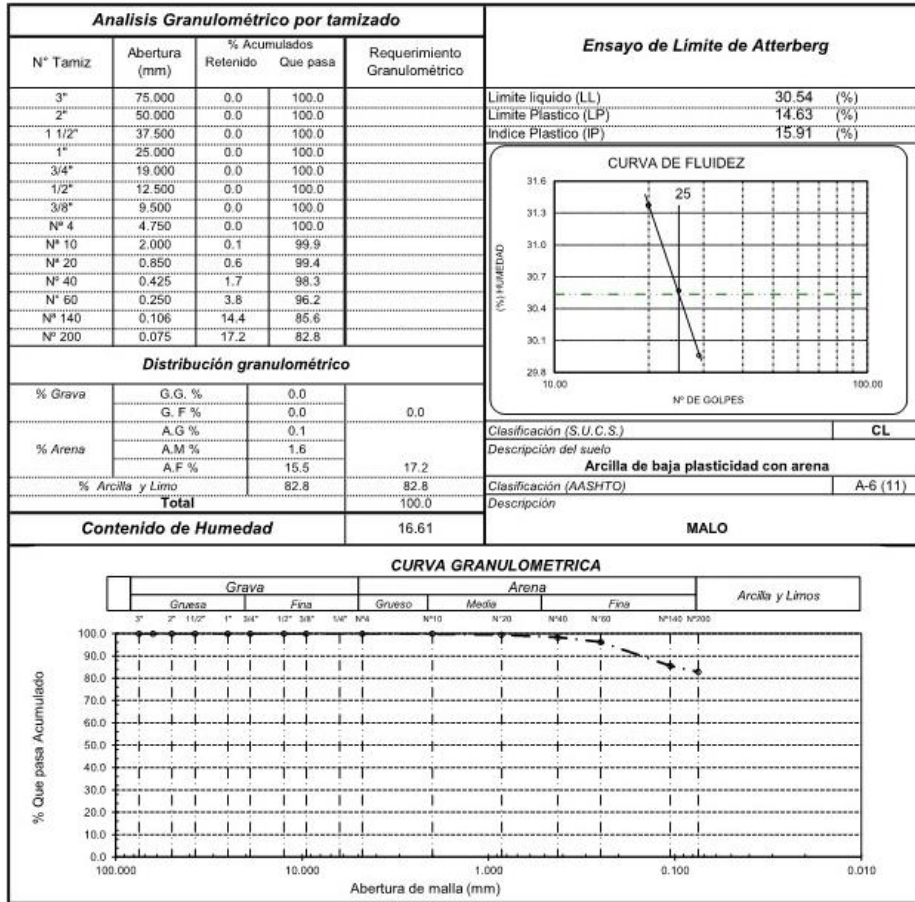 Analisis Granulométrico por tamizado
N° Tamiz Abertura (mm) % Acumulados Retenido Que pasa Requerimiento Granulométrico
3" 75.000 0.0 100.0
2" 50.000 0.0 100.0
1 1/2" 37.500 0.0 100.0
1" 25.000 0.0 100.0
3/4" 19.000 0.0 100.0
1/2" 12.500 0.0 100.0
3/8" 9.500 0.0 100.0
Nª 4 4.750 0.0 100.0
Nª 10 2.000 0.1 99.9
Nª 20 0.850 0.6 99.4
Nº 40 0.425 1.7 98.3
N° 60 0.250 3.8 96.2
Nª 140 0.106 14.4 85.6
Nº 200 0.075 17.2 82.8
Distribución granulométrico
% Grava G.G. % 0.0
G. F % 0.0 0.0
% Arena A.G % 0.1
A.M % 1.6
A.F % 15.5 17.2
% Arcilla y Limo 82.8 82.8
Total 100.0
Contenido de Humedad 16.61
Ensayo de Límite de Atterberg
Limite liquido (LL) 30.54 (%)
Limite Plastico (LP) 14.63 (%)
Indice Plastico (IP) 15.91 (%)
CURVA DE FLUIDEZ
25
(%) HUMEDAD
31.6
31.3
31.0
30.7
30.4
30.1
29.8
10.00 100.00
Nº DE GOLPES
Clasificación (S.U.C.S.) CL
Descripción del suelo
Arcilla de baja plasticidad con arena
Clasificación (AASHTO) A-6 (11)
Descripción
MALO
CURVA GRANULOMETRICA
Grava Arena Arcilla y Limos
Gruesa Fina Grueso Media Fina
3" 2" 11/2" 1" 3/4" 1/2" 3/8" 1/4" N°4 N°10 N°20 N°40 N°60 Nº140 N°200
% Que pasa Acumulado
100.0
90.0
80.0
70.0
60.0
50.0
40.0
30.0
20.0
10.0
0.0
100.000 10.000 1.000 0.100 0.010
Abertura de malla (mm)